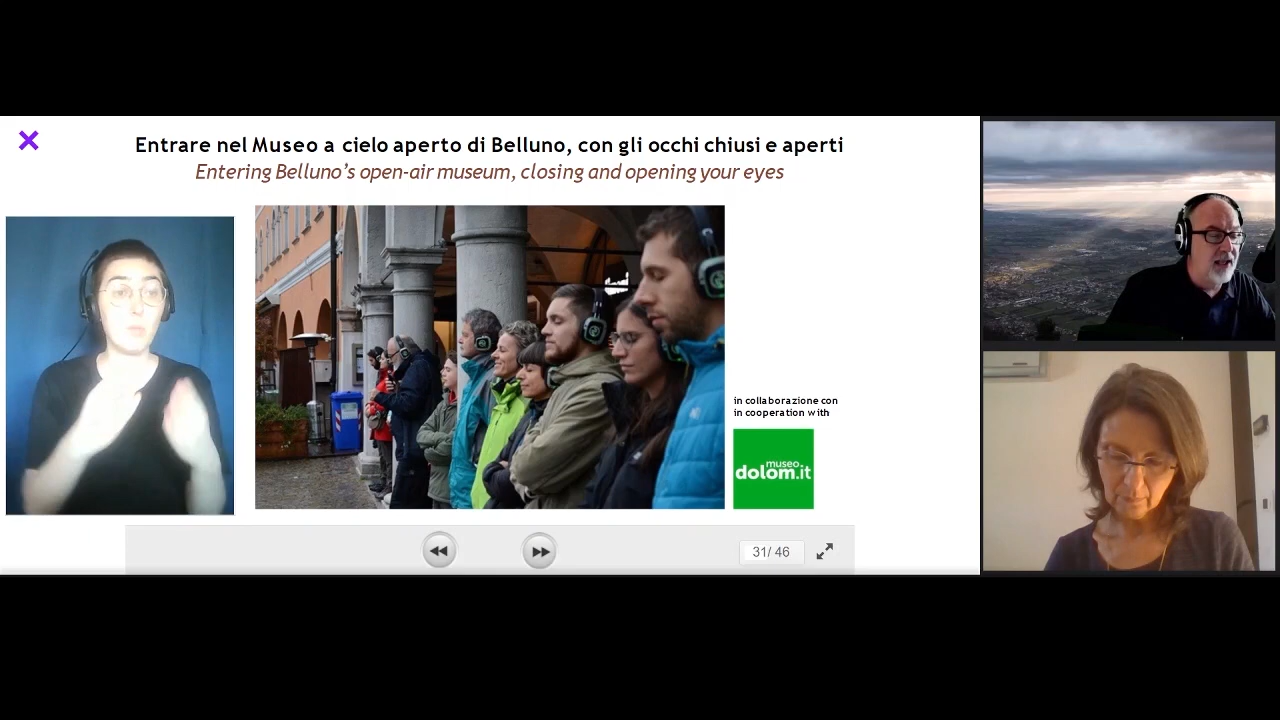 Entrare nel Museo a cielo aperto di Belluno, con gli occhi chiusi e aperti
Entering Belluno's open-air museum, closing and opening your eyes
in collaborazione con
in cooperation with
museo
dolom.it
31/ 46